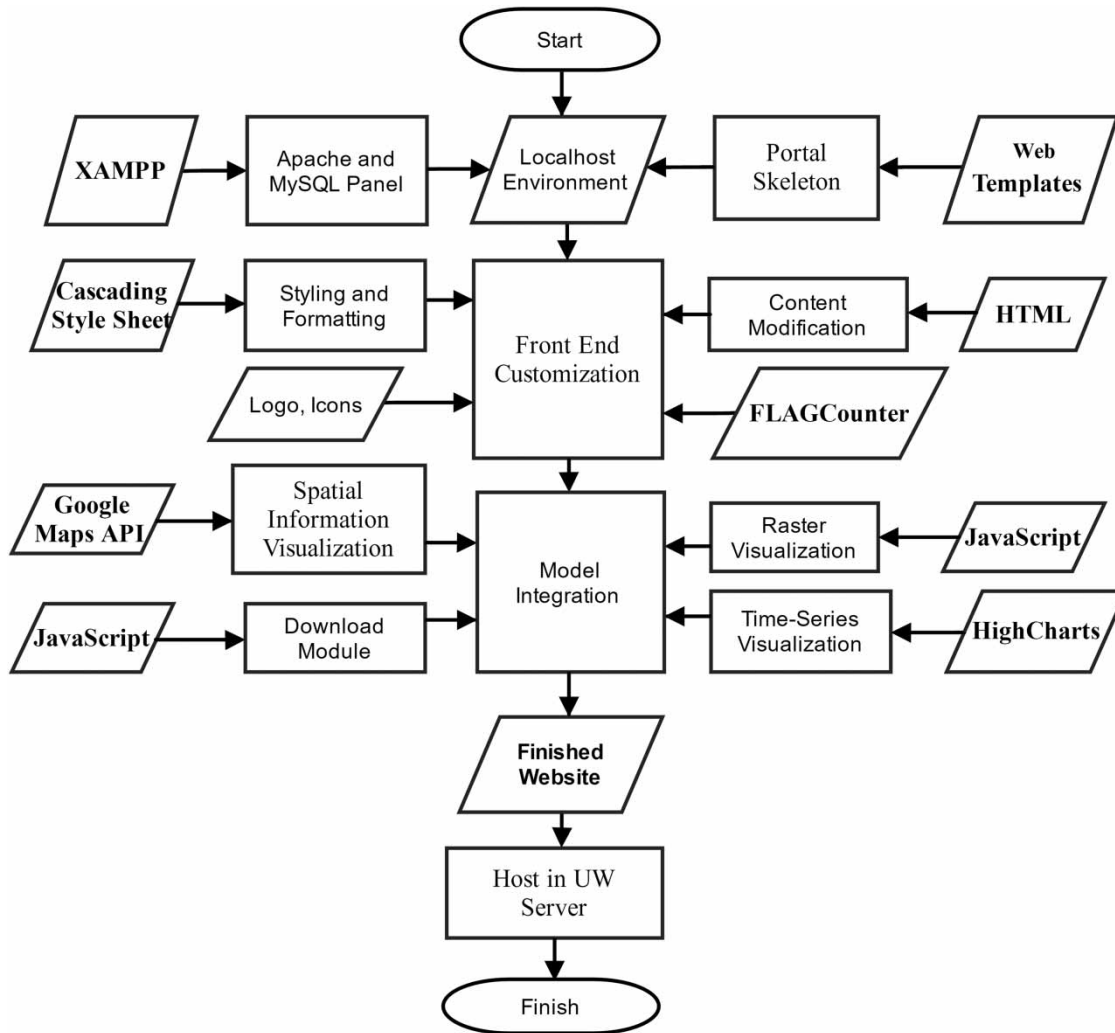 Start
XAMPP
Apache and
MySQL Panel
Localhost
Environment
Portal
Skeleton
Web
Templates
Cascading
Style Sheet
Styling and
Formatting
Front End
Customization
Content
Modification
HTML
Logo, Icons
FLAGCounter
Google
Maps API
Spatial
Information
Visualization
Model
Integration
Raster
Visualization
JavaScript
JavaScript
Download
Module
Time-Series
Visualization
HighCharts
Finished
Website
Host in UW
Server
Finish